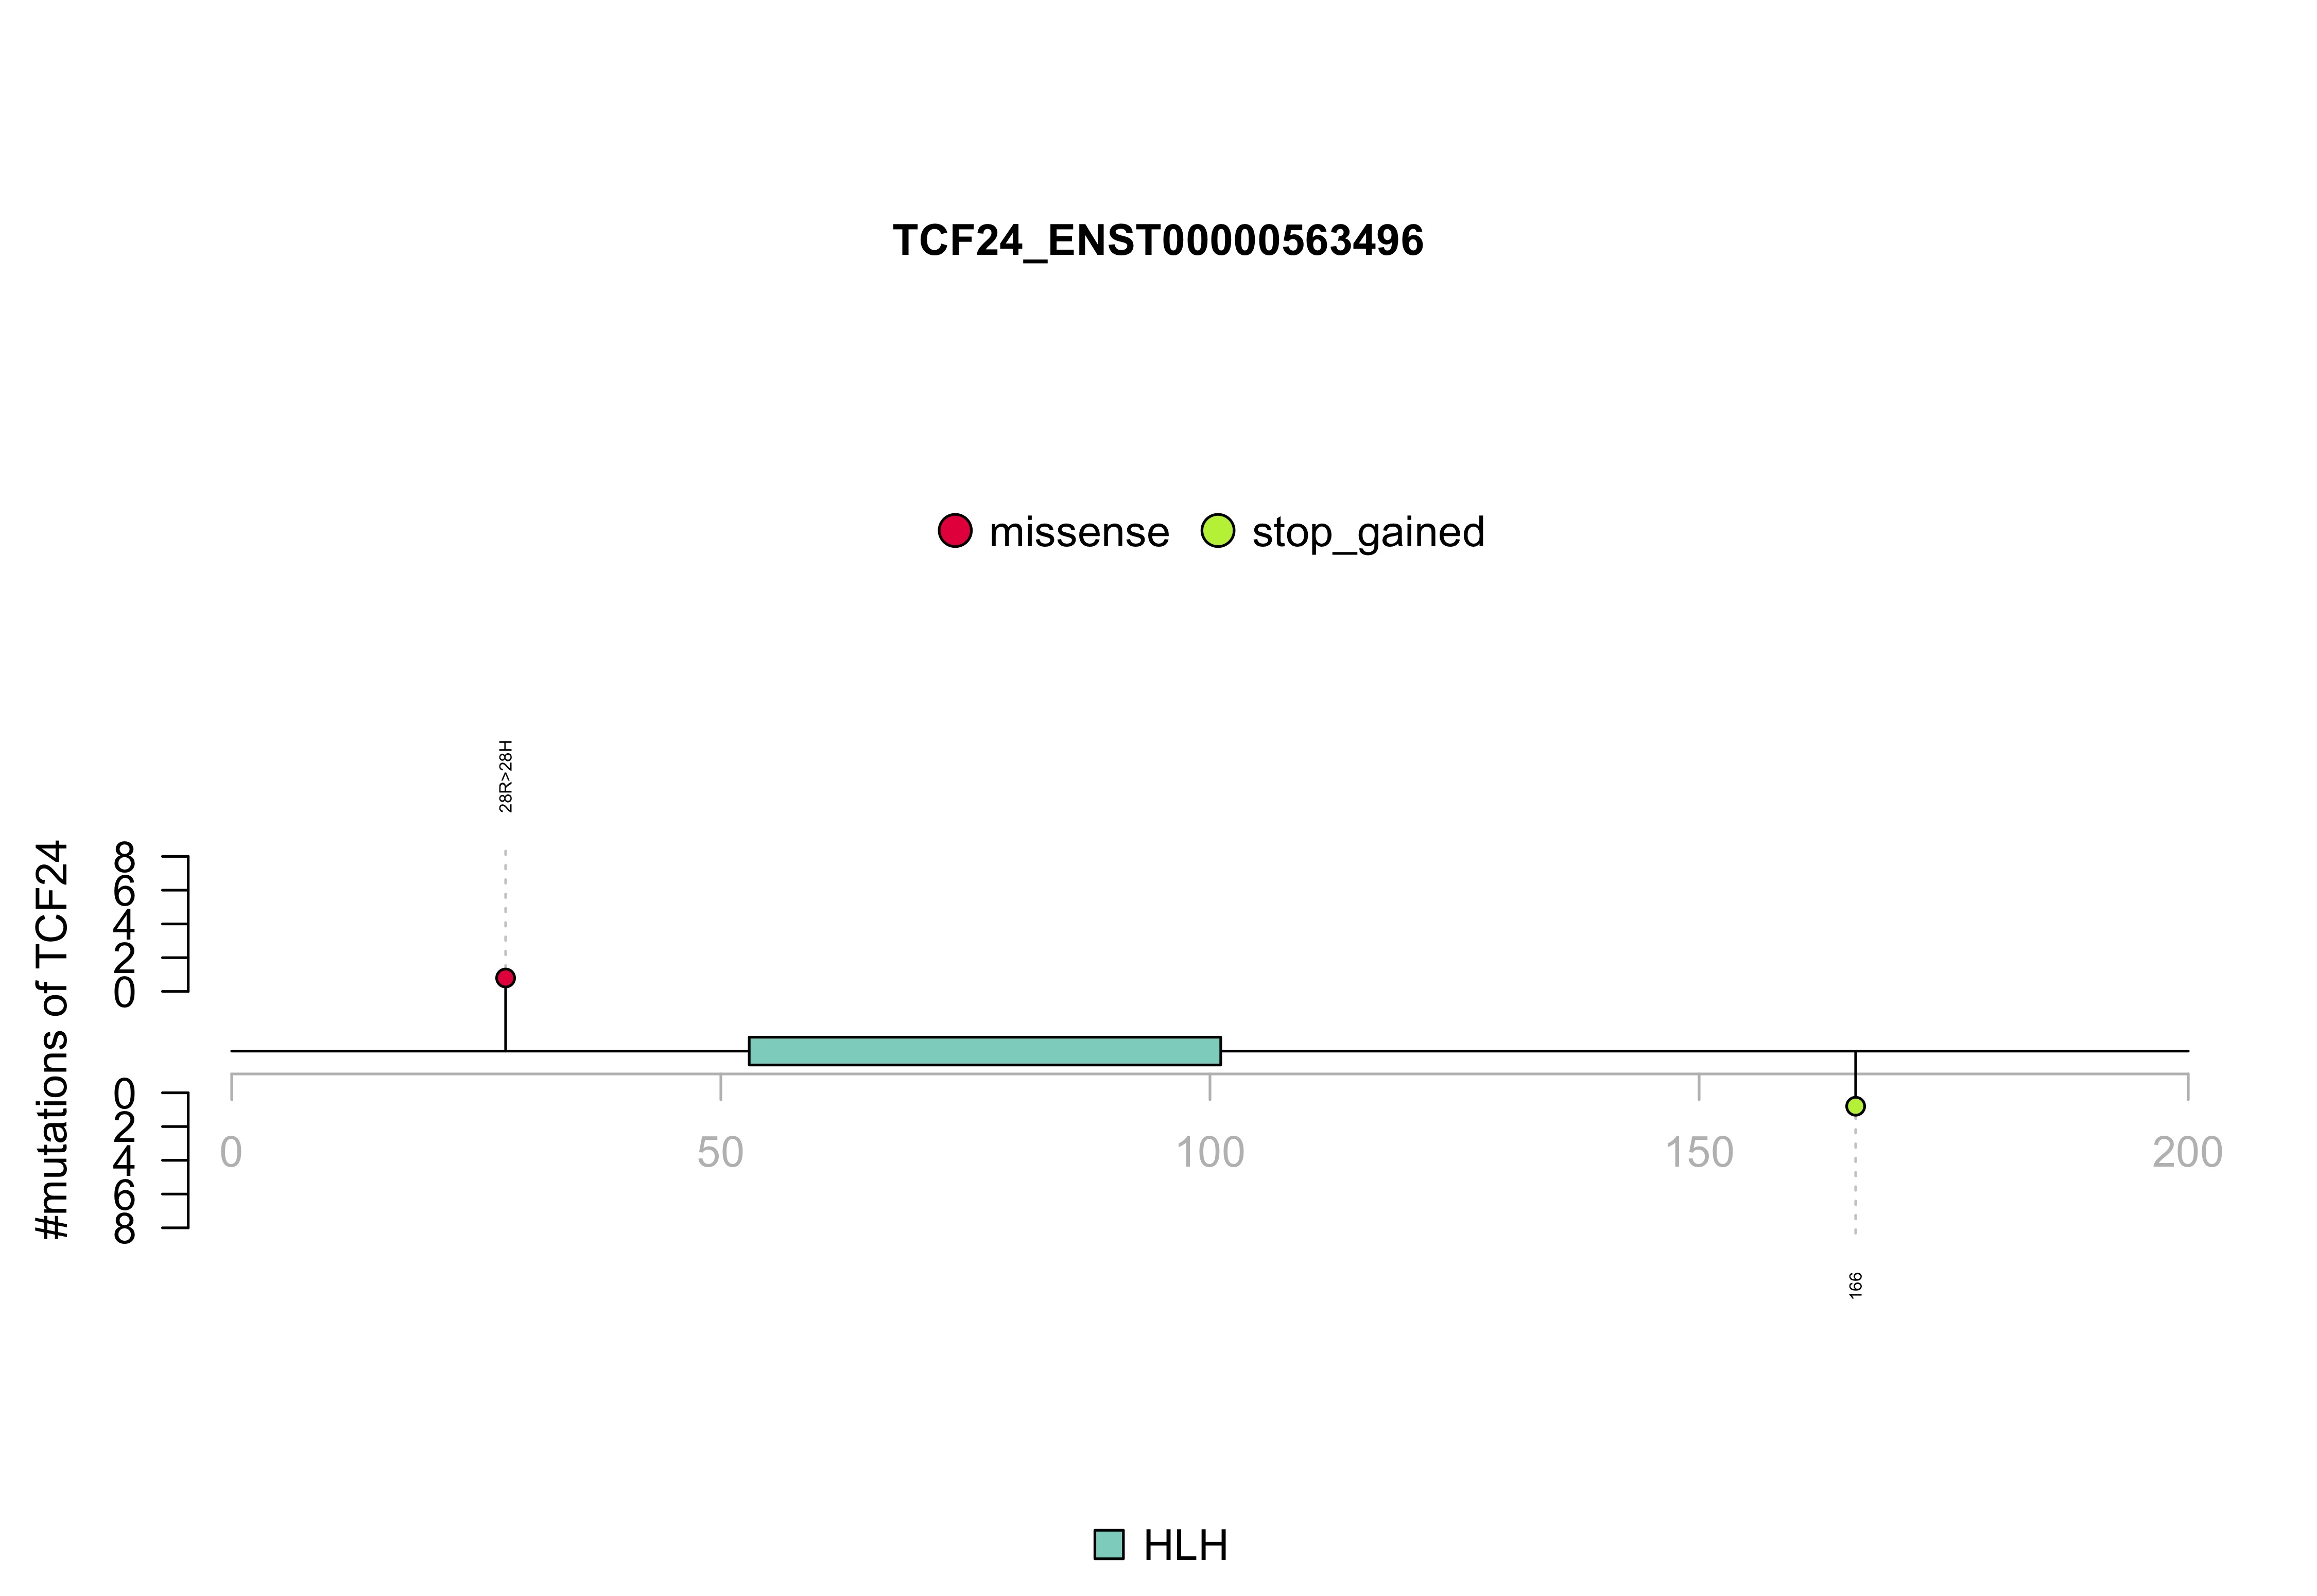 TCF24_ENST00000563496
missense stop_gained
28R>28H
#mutations of TCF24
8
6
4
2
0
0
2
4
6
8
0 50 100 150 200
166
HLH